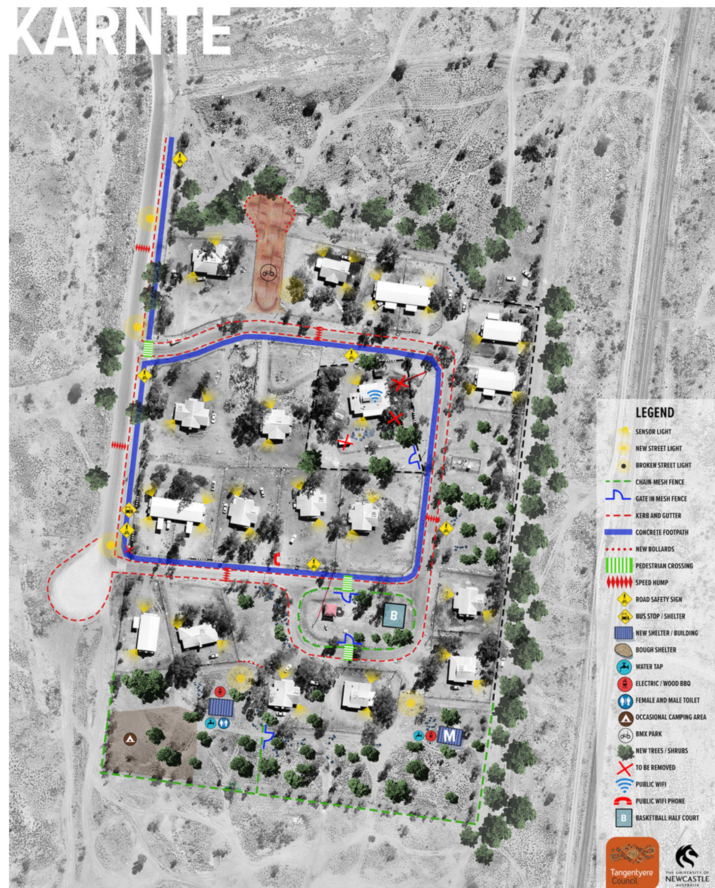 KARNTE
B
M
LEGEND
SENSOR LIGHT
NEW STREET LIGHT
BROKEN STREET LIGHT
CHAIN-MESH FENCE
GATE IN MESH FENCE
KERB AND GUTTER
CONCRETE FOOTPATH
NEW BOLLARDS
PEDESTRIAN CROSSING
SPEED HUMP
ROAD SAFETY SIGN
BUS STOP / SHELTER
NEW SHELTER / BUILDING
BOUGH SHELTER
WATER TAP
ELECTRIC / WOOD BBQ
FEMALE AND MALE TOILET
OCCASIONAL CAMPING AREA
BMX PARK
NEW TREES / SHRUBS
TO BE REMOVED
PUBLIC WIFI
PUBLIC WIFI PHONE
B BASKETBALL HALF COURT
Tangentyere
Council
THE UNIVERSITY OF
NEWCASTLE
AUSTRALIA